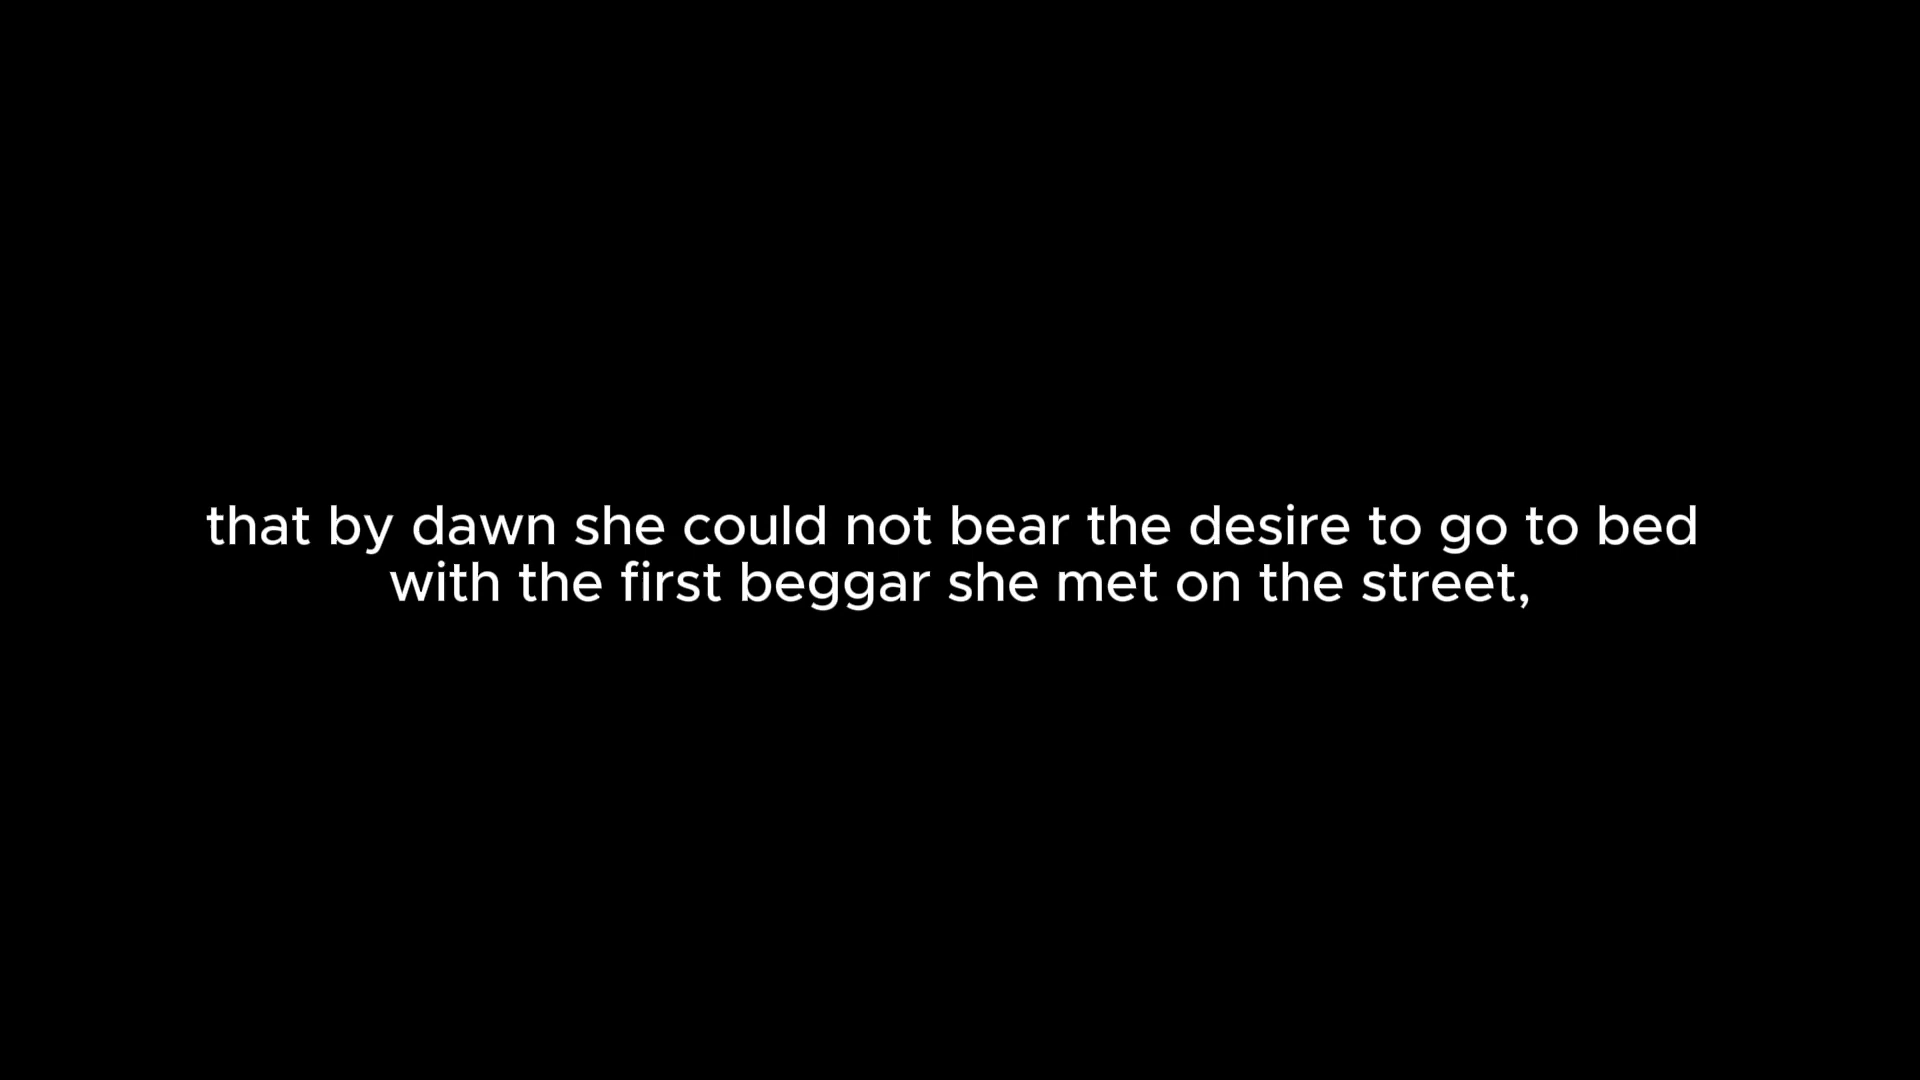 that by dawn she could not bear the desire to go to bed
with the first beggar she met on the street,